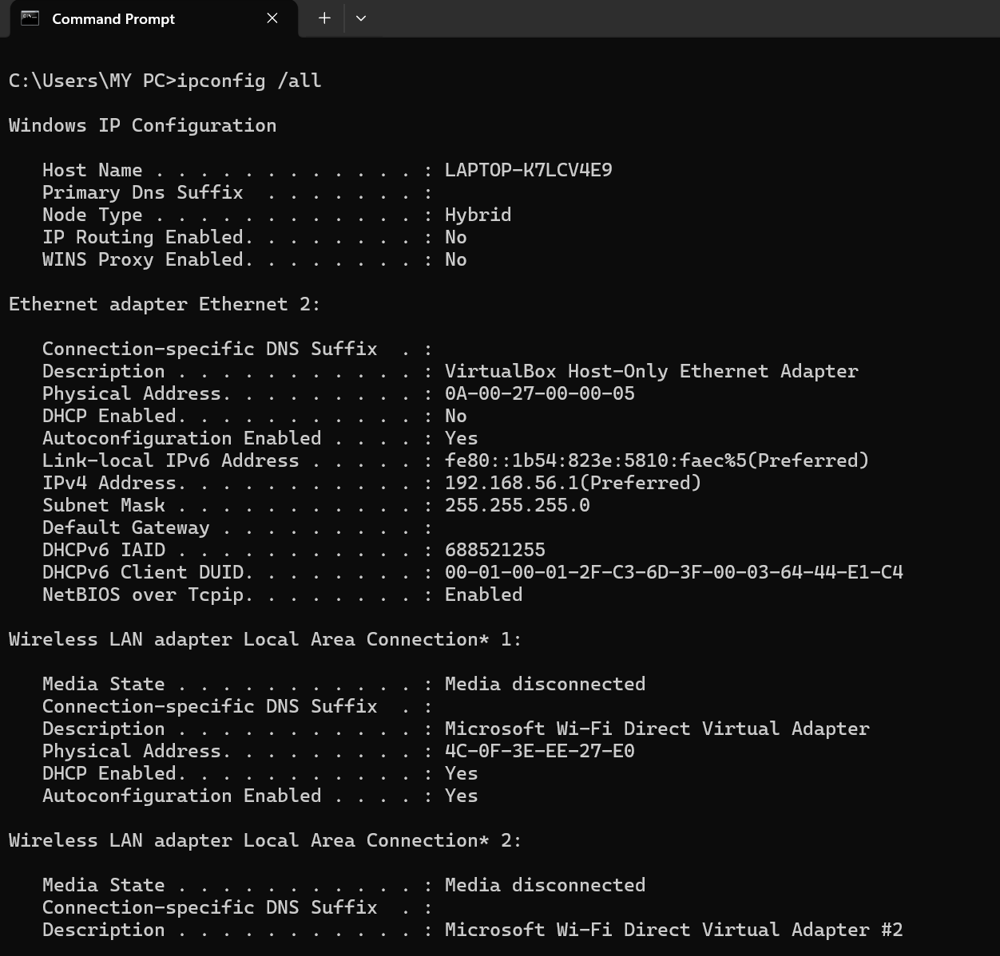 Command Prompt
C:\Users\MY PC>ipconfig /all
Windows IP Configuration
Host Name . . . . . . . . . . . . : LAPTOP-K7LCV4E9
Primary Dns Suffix  . . . . . . . :
Node Type . . . . . . . . . . . . : Hybrid
IP Routing Enabled. . . . . . . . : No
WINS Proxy Enabled. . . . . . . . : No
Ethernet adapter Ethernet 2:
Connection-specific DNS Suffix  . :
Description . . . . . . . . . . . : VirtualBox Host-Only Ethernet Adapter
Physical Address. . . . . . . . . : 0A-00-27-00-00-05
DHCP Enabled. . . . . . . . . . . : No
Autoconfiguration Enabled . . . . : Yes
Link-local IPv6 Address . . . . . : fe80::1b54:823e:5810:faec%5(Preferred)
IPv4 Address. . . . . . . . . . . : 192.168.56.1(Preferred)
Subnet Mask . . . . . . . . . . . : 255.255.255.0
Default Gateway . . . . . . . . . :
DHCPv6 IAID . . . . . . . . . . . : 688521255
DHCPv6 Client DUID. . . . . . . . : 00-01-00-01-2F-C3-6D-3F-00-03-64-44-E1-C4
NetBIOS over Tcpip. . . . . . . . : Enabled
Wireless LAN adapter Local Area Connection* 1:
Media State . . . . . . . . . . . : Media disconnected
Connection-specific DNS Suffix  . :
Description . . . . . . . . . . . : Microsoft Wi-Fi Direct Virtual Adapter
Physical Address. . . . . . . . . : 4C-0F-3E-EE-27-E0
DHCP Enabled. . . . . . . . . . . : Yes
Autoconfiguration Enabled . . . . : Yes
Wireless LAN adapter Local Area Connection* 2:
Media State . . . . . . . . . . . : Media disconnected
Connection-specific DNS Suffix  . :
Description . . . . . . . . . . . : Microsoft Wi-Fi Direct Virtual Adapter #2